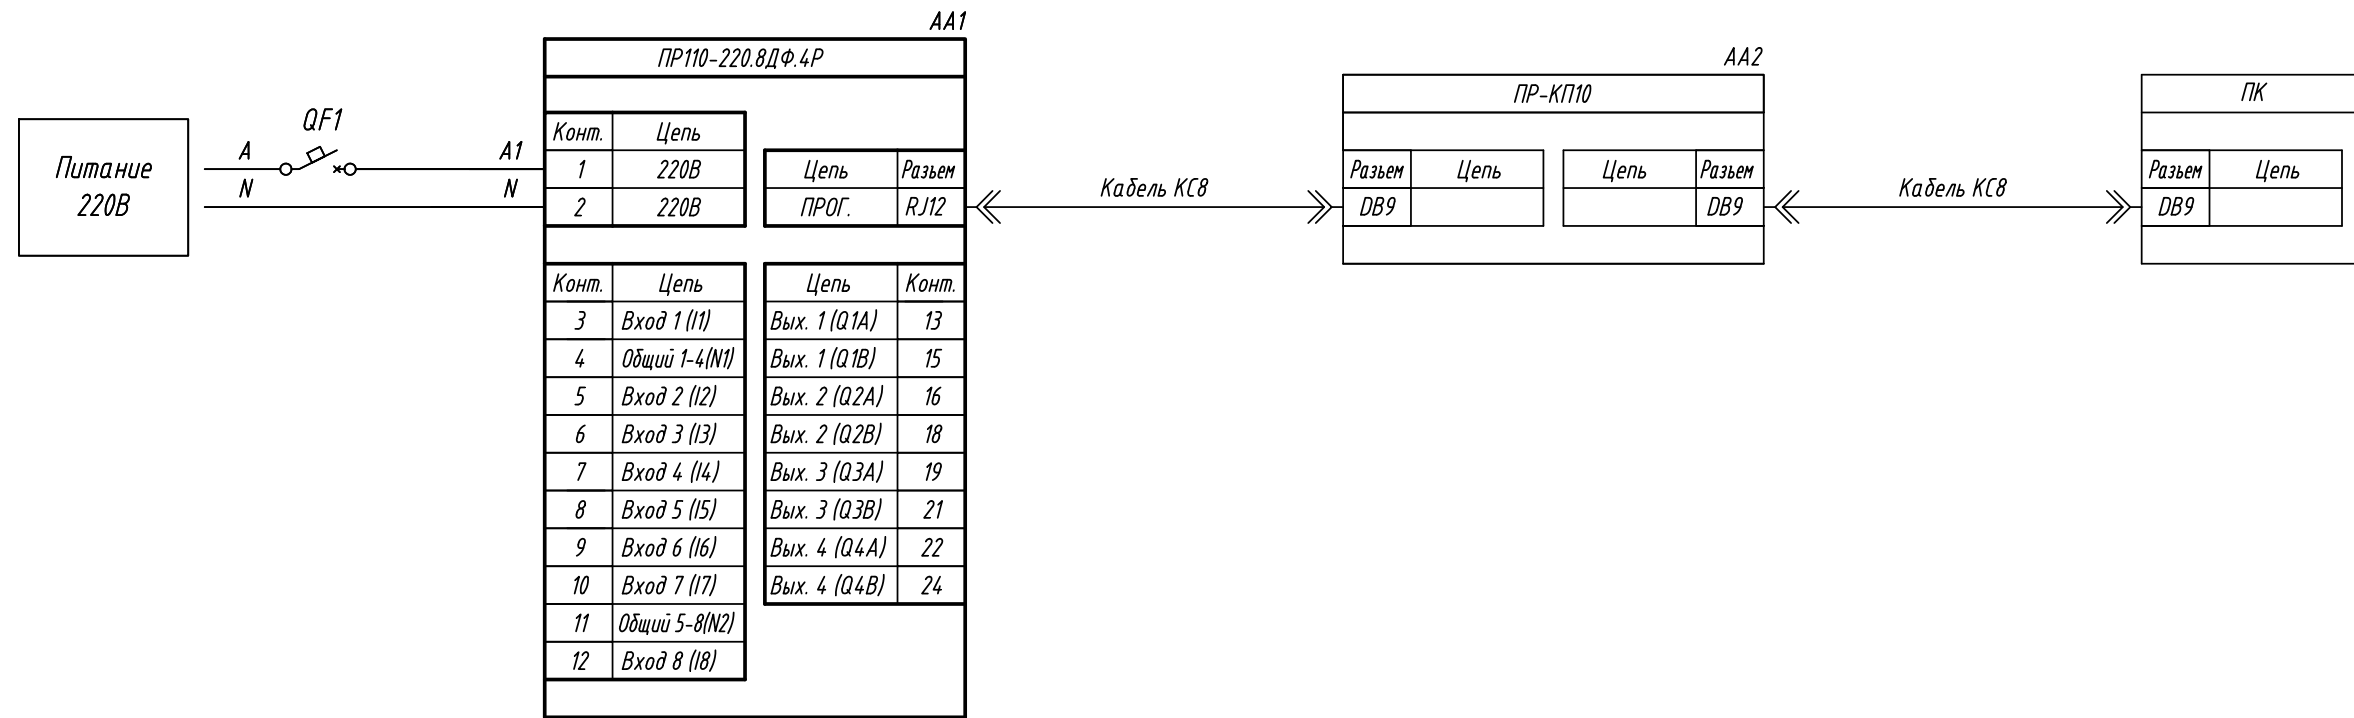 Питание
220В
QF1
A
N
A1
N
AA1
ПР110-220.8ДФ.4Р
Конт. Цепь
1 220В
2 220В
Цепь Разьем
ПРОГ. RJ12
Конт. Цепь
3 Вход 1 (I1)
4 Общий 1-4(N1)
5 Вход 2 (I2)
6 Вход 3 (I3)
7 Вход 4 (I4)
8 Вход 5 (I5)
9 Вход 6 (I6)
10 Вход 7 (I7)
11 Общий 5-8(N2)
12 Вход 8 (I8)
Цепь Конт.
Вых. 1 (Q1A) 13
Вых. 1 (Q1B) 15
Вых. 2 (Q2A) 16
Вых. 2 (Q2B) 18
Вых. 3 (Q3A) 19
Вых. 3 (Q3B) 21
Вых. 4 (Q4A) 22
Вых. 4 (Q4B) 24
Кабель КС8
AA2
ПР-КП10
Разьем Цепь
DB9
Цепь Разьем
DB9
Кабель КС8
ПК
Разьем Цепь
DB9